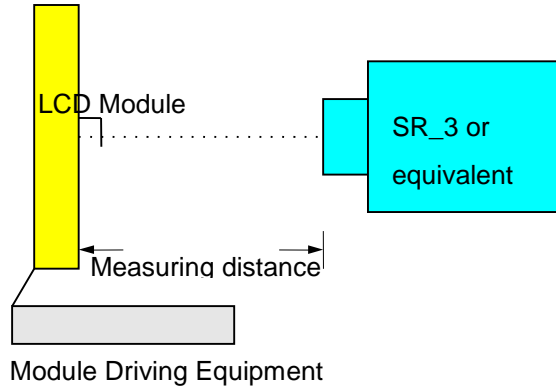 LCD Module
SR_3 or
equivalent
Measuring distance
Module Driving Equipment